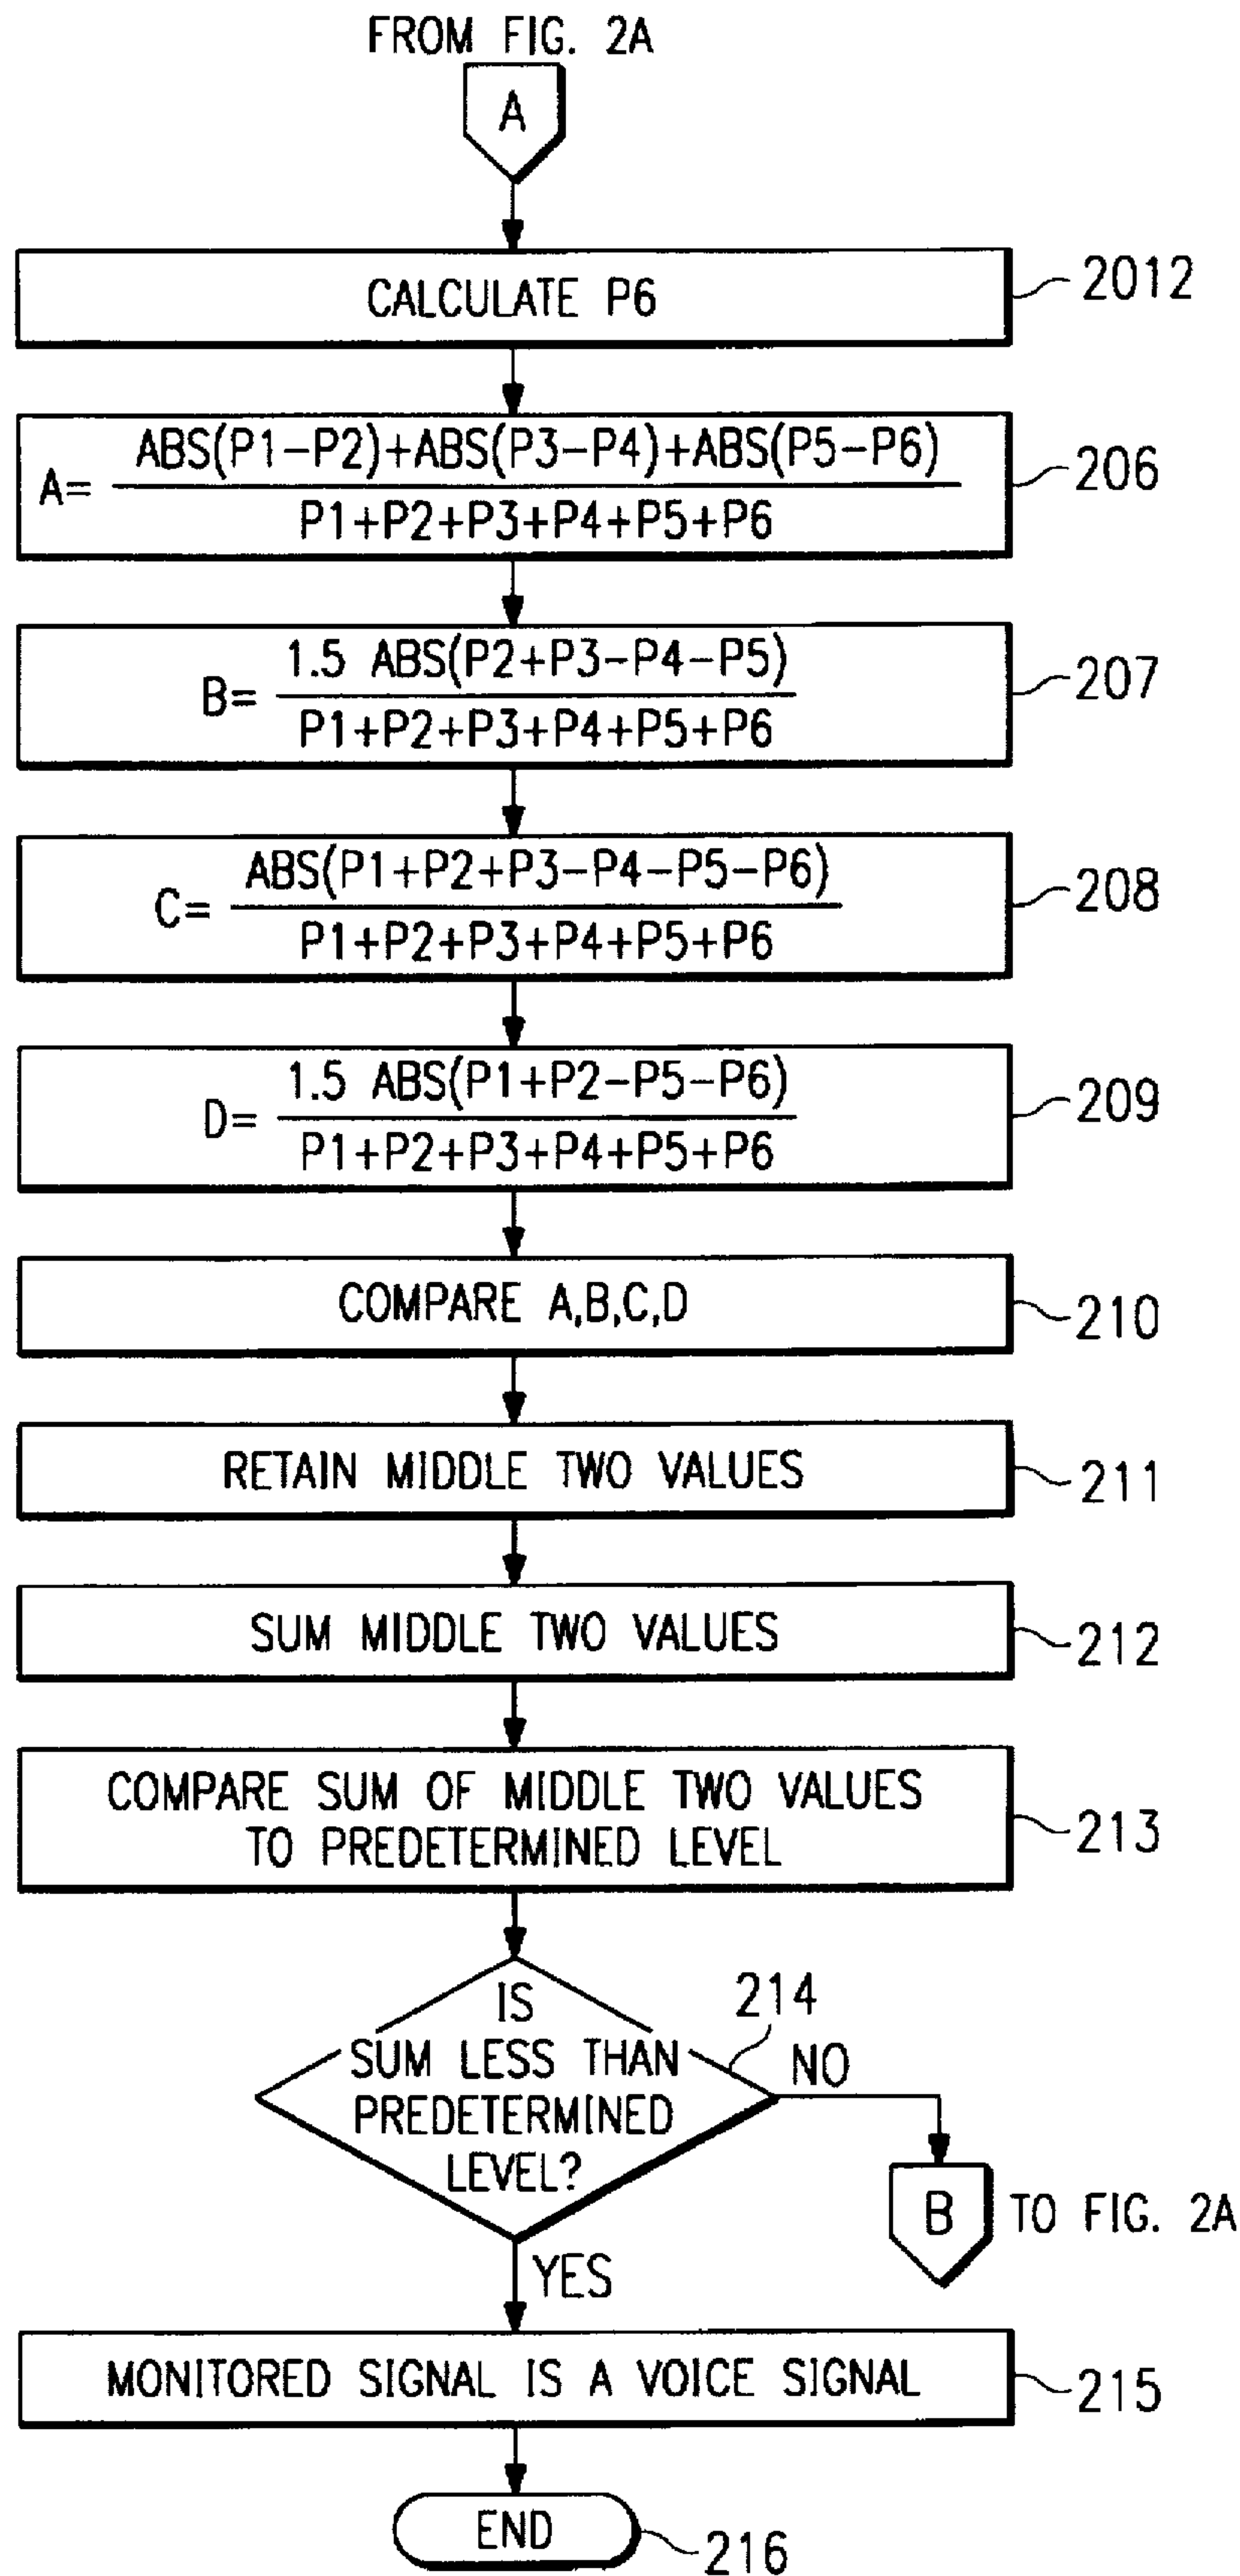 FROM FIG. 2A
A
CALCULATE P6
2012
ABS(P1-P2)+ABS(P3-P4)+ABS(P5-P6)
A=
P1+P2+P3+P4+P5+P6
206
1.5 ABS(P2+P3-P4-P5)
B=
P1+P2+P3+P4+P5+P6
207
ABS(P1+P2+P3-P4-P5-P6)
C=
P1+P2+P3+P4+P5+P6
208
1.5 ABS(P1+P2-P5-P6)
D=
P1+P2+P3+P4+P5+P6
209
COMPARE A,B,C,D
210
RETAIN MIDDLE TWO VALUES
211
SUM MIDDLE TWO VALUES
212
COMPARE SUM OF MIDDLE TWO VALUES
TO PREDETERMINED LEVEL
213
IS
SUM LESS THAN
PREDETERMINED
LEVEL?
214
NO
B
TO FIG. 2A
YES
MONITORED SIGNAL IS A VOICE SIGNAL
215
END
216